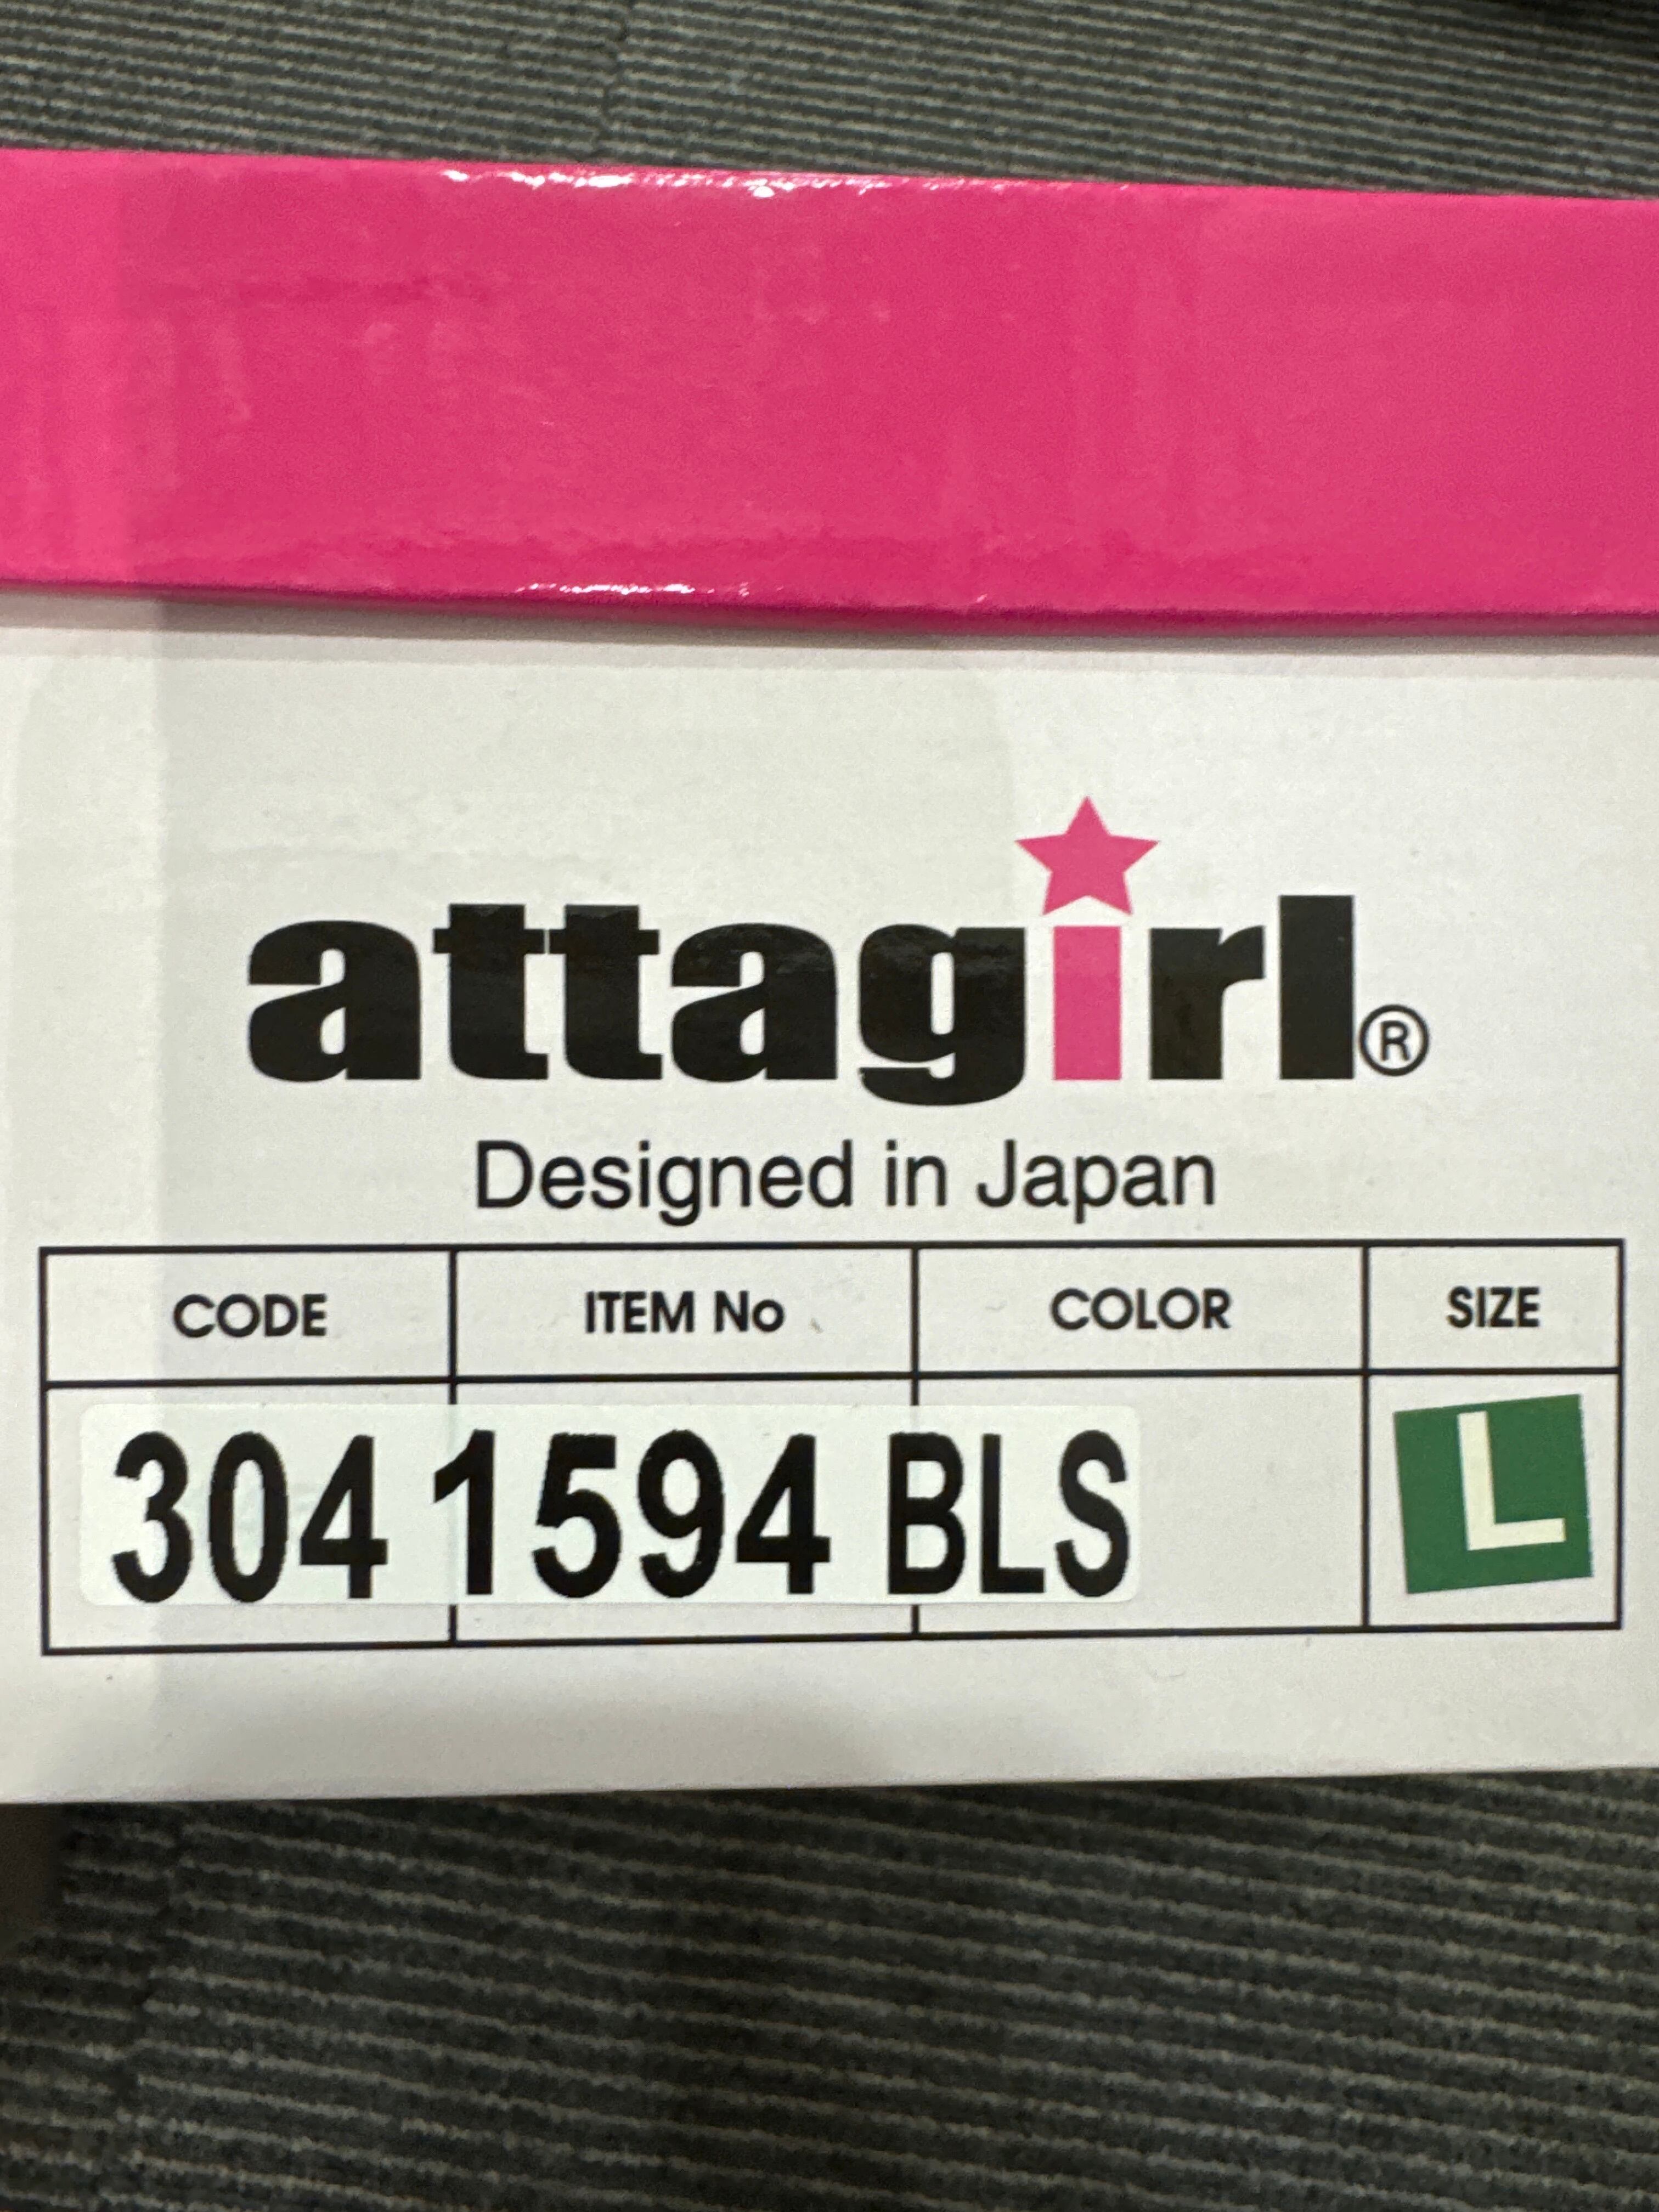 attagirl®
Designed in Japan
CODE ITEM No COLOR SIZE
304 1594 BLS L